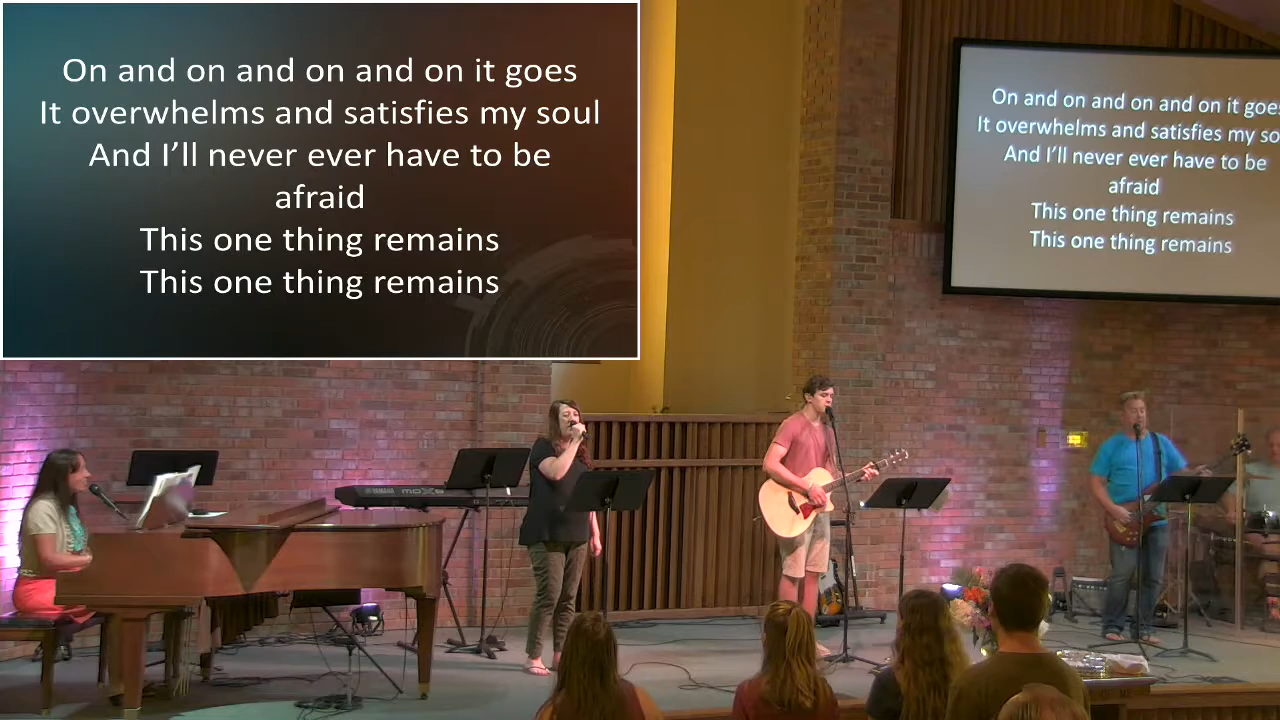 On and on and on and on it goes
It overwhelms and satisfies my soul
And I'll never ever have to be
afraid
This one thing remains
This one thing remains
On and on and on and on it goes
It overwhelms and satisfies my so
And I'll never ever have to be
afraid
This one thing remains
This one thing remains
YAMAHA